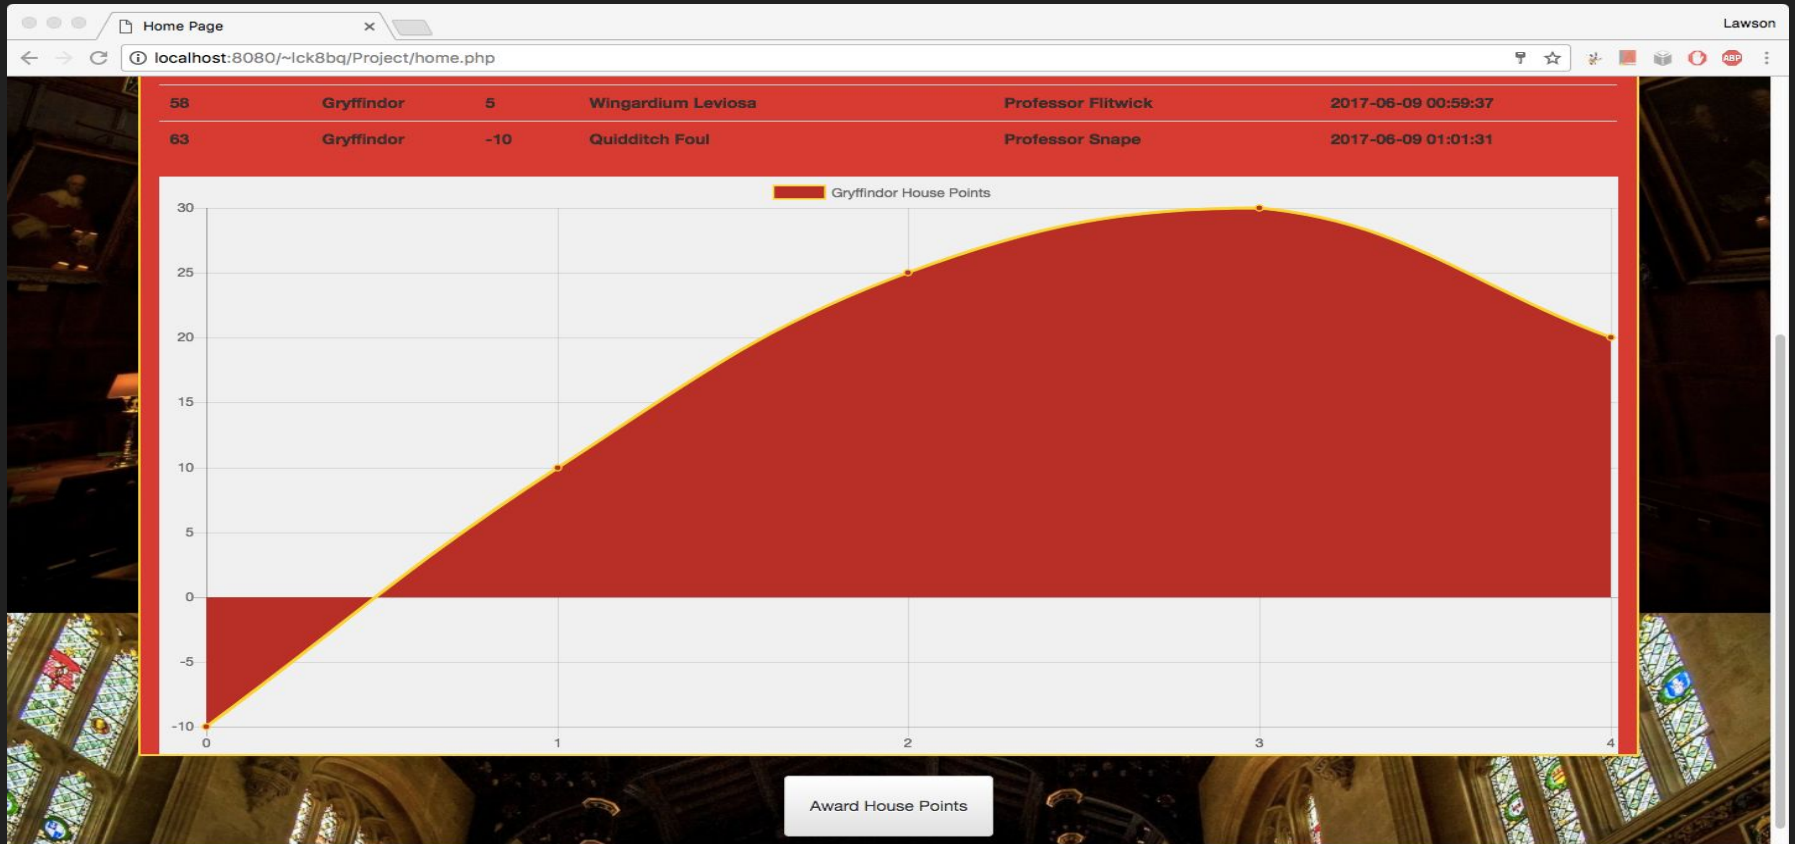 Home Page
Lawson
localhost:8080/~lck8bq/Project/home.php
ABP
58 Gryffindor 5 Wingardium Leviosa Professor Flitwick 2017-06-09 00:59:37
63 Gryffindor -10 Quidditch Foul Professor Snape 2017-06-09 01:01:31
Gryffindor House Points
30
25
20
15
10
5
0
-5
-10
0 1 2 3 4
Award House Points